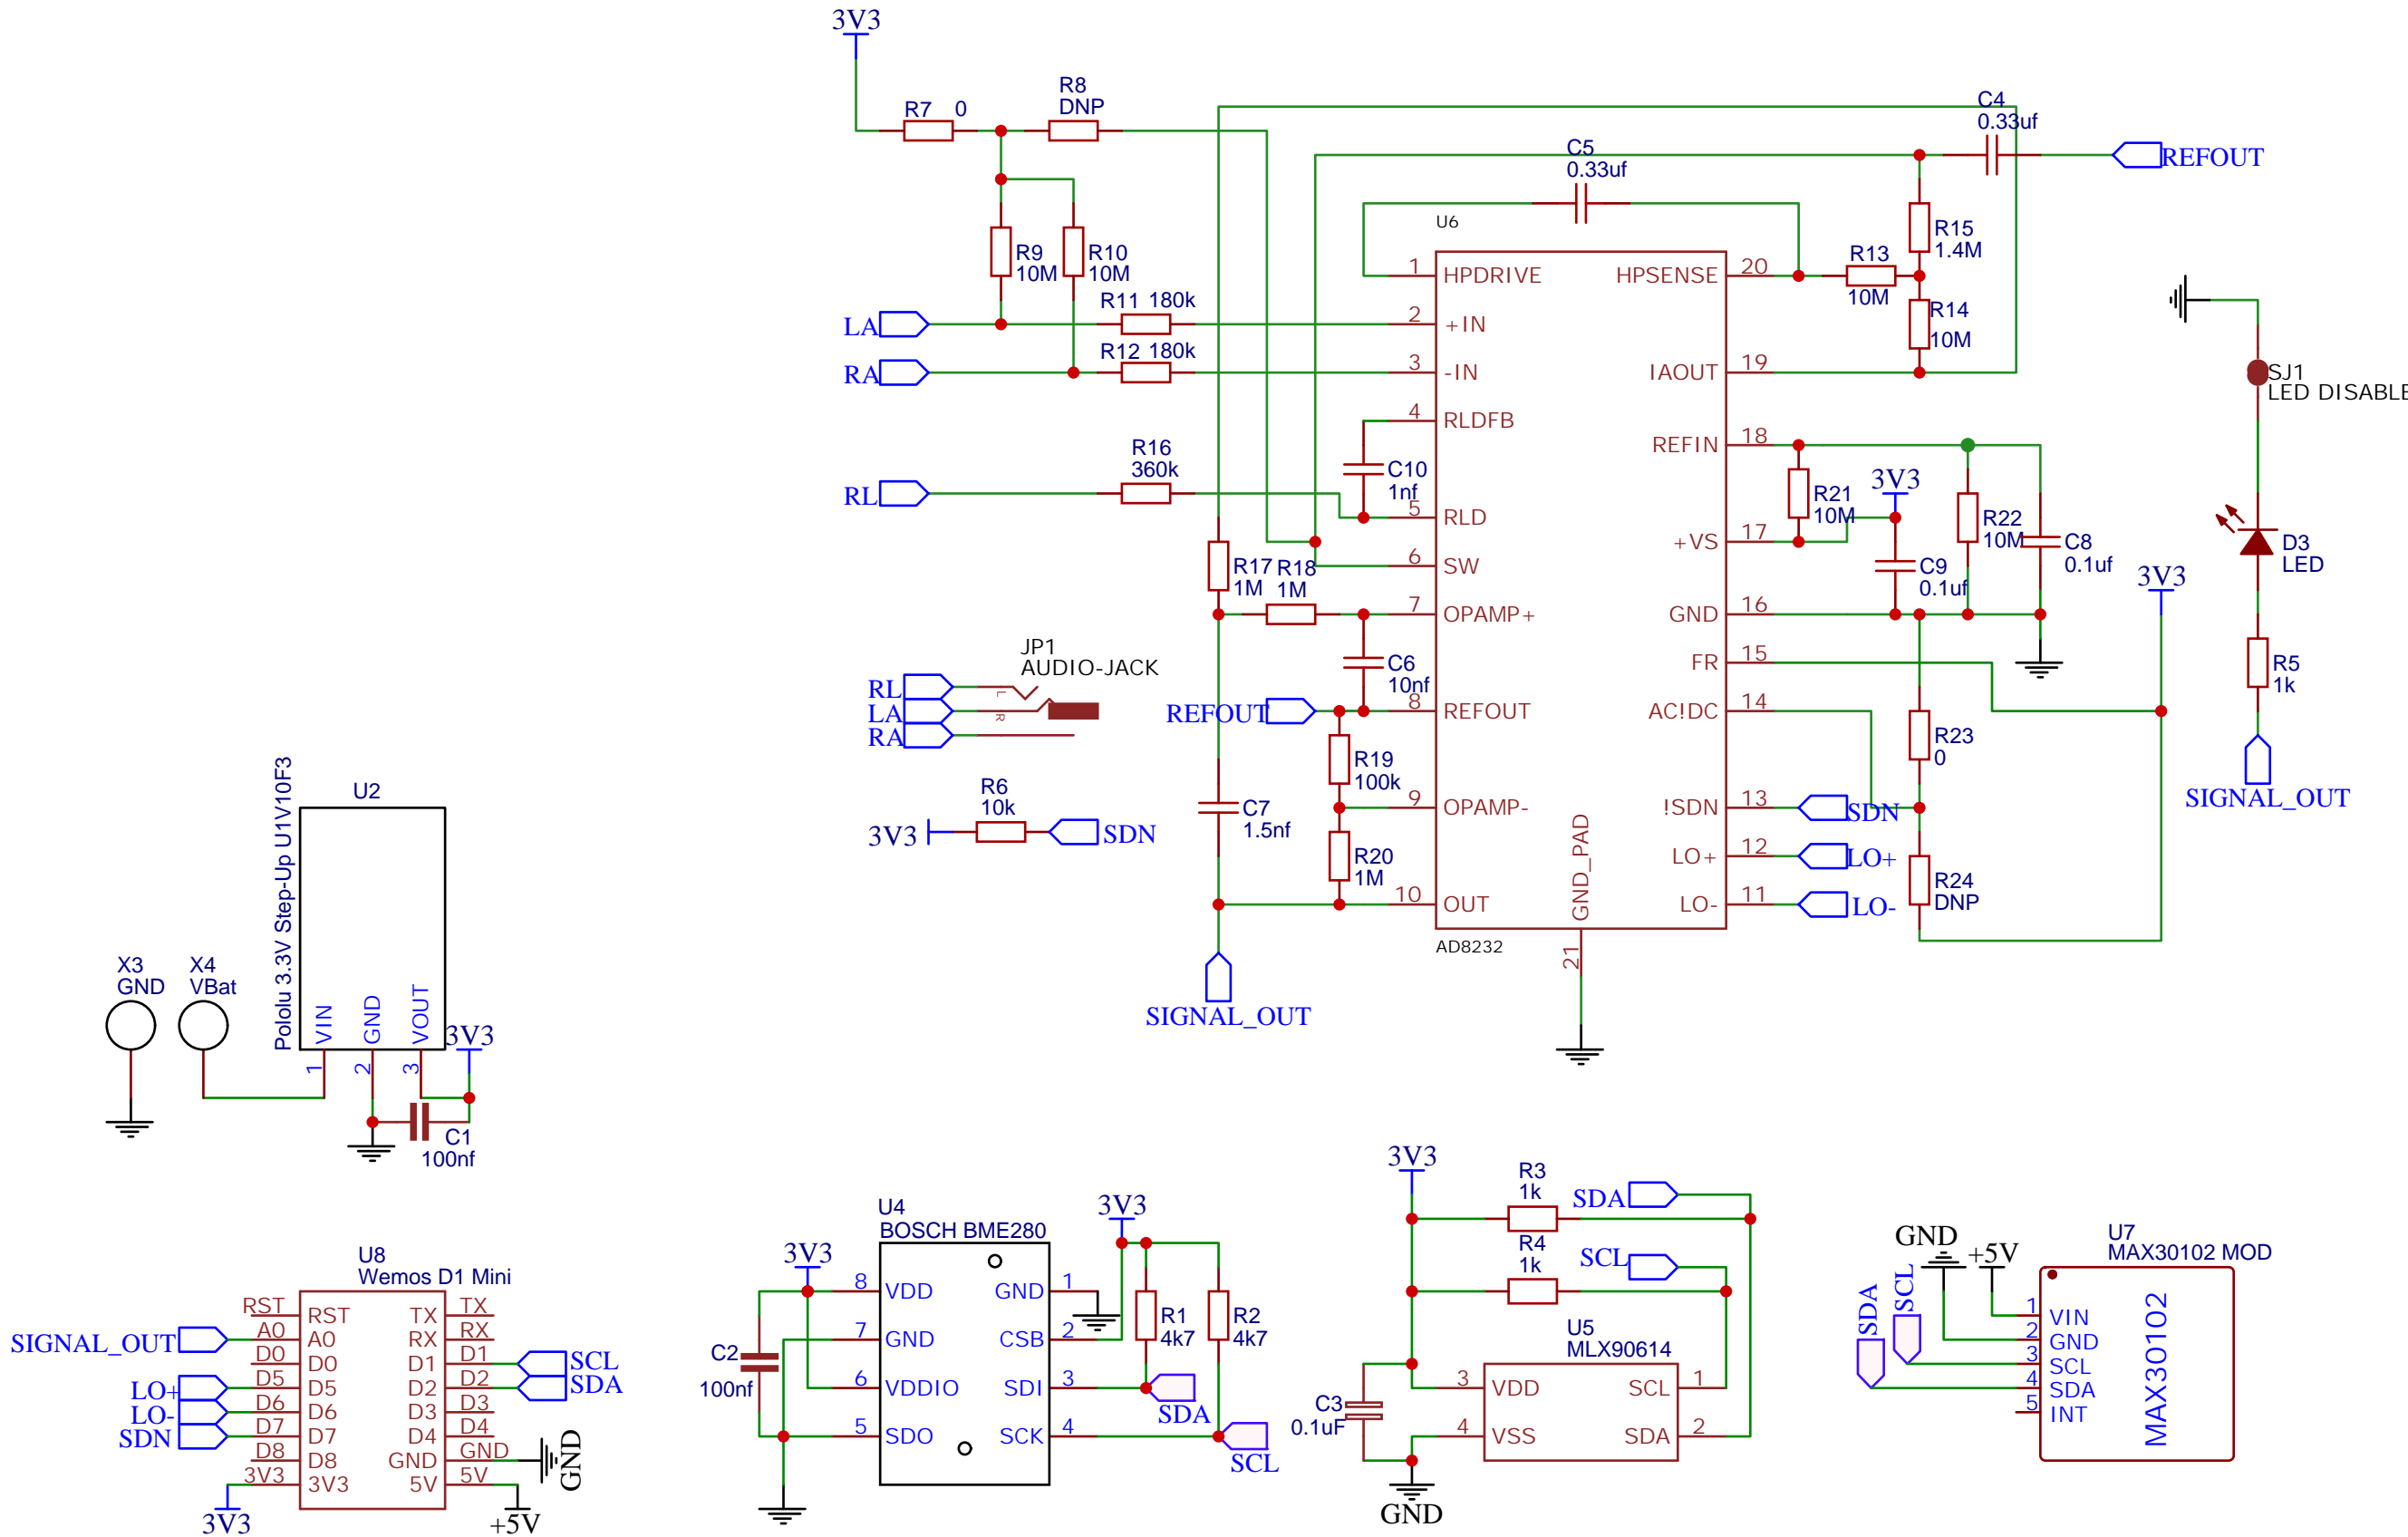 3V3
R7 0
R8
DNP
R9
10M
R10
10M
R11 180k
R12 180k
LA
RA
R16
360k
RL
C4
0.33uf
REFOUT
C5
0.33uf
U6
R15
1.4M
R13
10M
R14
10M
1 HPDRIVE
2 +IN
3 -IN
4 RLDFB
5 RLD
6 SW
7 OPAMP+
8 REFOUT
9 OPAMP-
10 OUT
HPSENSE 20
IAOUT 19
REFIN 18
+VS 17
GND 16
FR 15
AC!DC 14
!SDN 13
LO+ 12
LO- 11
GND_PAD
21
AD8232
C10
1nf
R17
1M
R18
1M
C6
10nf
REFOUT
R19
100k
C7
1.5nf
R20
1M
SIGNAL_OUT
R21
10M
3V3
C9
0.1uf
R22
10M
C8
0.1uf
3V3
R23
0
SDN
LO+
LO-
R24
DNP
SJ1
LED DISABLE
D3
LED
R5
1k
SIGNAL_OUT
JP1
AUDIO-JACK
RL
LA
RA
L
R
R6
10k
3V3
SDN
U2
Pololu 3.3V Step-Up U1V10F3
VIN
GND
VOUT
1
2
3
X3
GND
X4
VBat
3V3
C1
100nf
U8
Wemos D1 Mini
RST RST TX TX
SIGNAL_OUT A0 A0 RX RX
D0 D0 D1 D1 SCL
LO+ D5 D5 D2 D2 SDA
LO- D6 D6 D3 D3
SDN D7 D7 D4 D4
D8 D8 GND GND GND
3V3 3V3 5V 5V
3V3
+5V
U4
BOSCH BME280
3V3
3V3
8 VDD GND 1
7 GND CSB 2
6 VDDIO SDI 3
5 SDO SCK 4
C2
100nf
R1
4k7
R2
4k7
SDA
SCL
3V3
R3
1k
SDA
R4
1k
SCL
U5
MLX90614
3 VDD SCL 1
4 VSS SDA 2
C3
0.1uF
GND
GND
+5V
SDA
SCL
U7
MAX30102 MOD
1 VIN
2 GND
3 SCL
4 SDA
5 INT
MAX30102